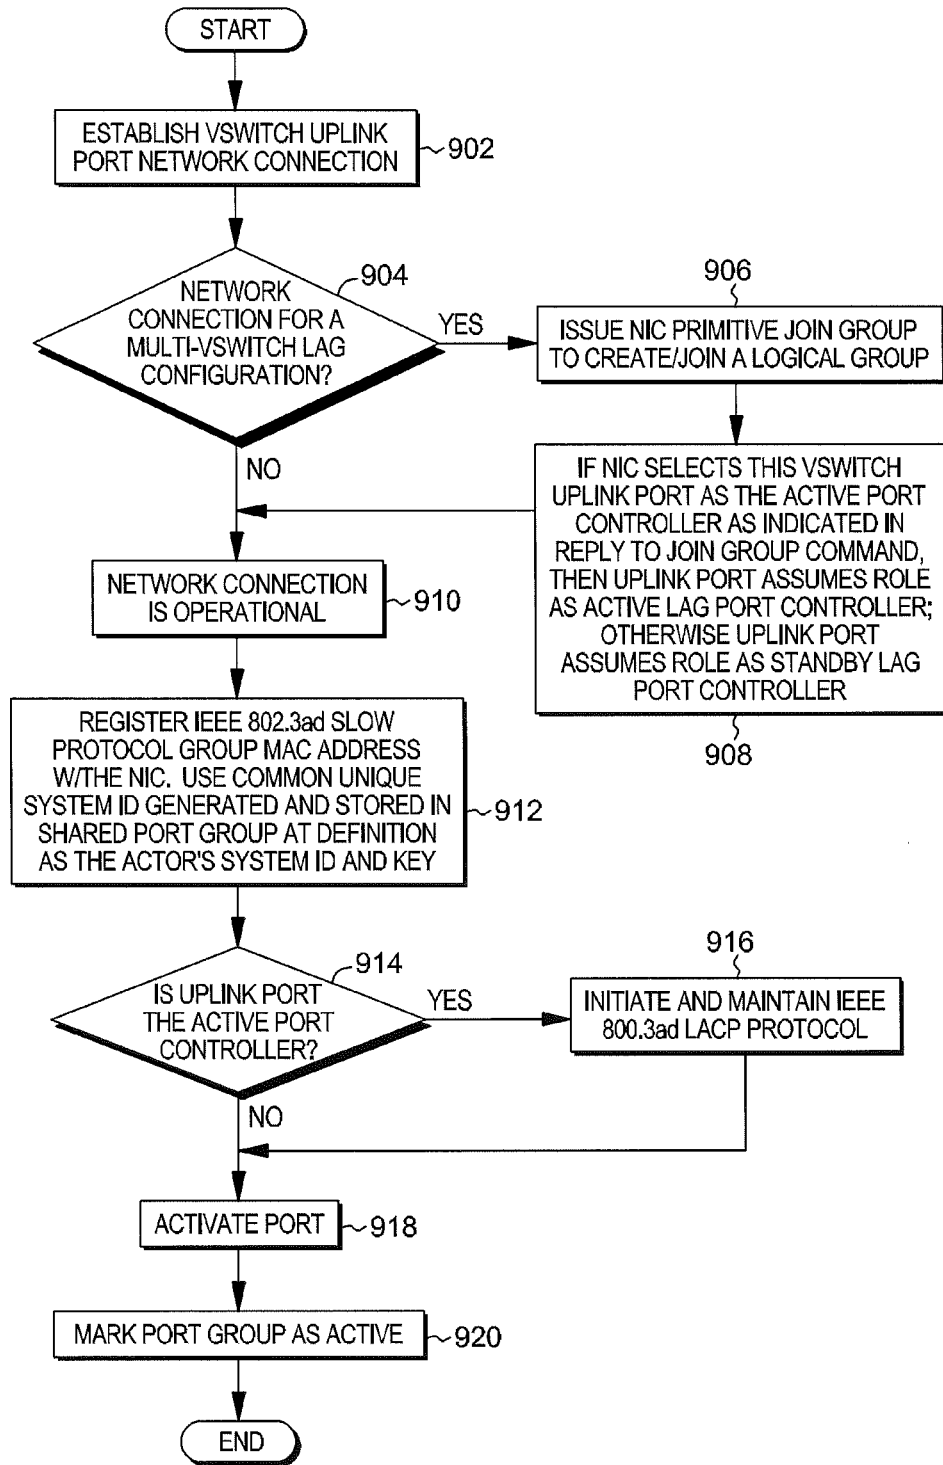 START
ESTABLISH VSWITCH UPLINK
PORT NETWORK CONNECTION
902
904
NETWORK
CONNECTION FOR A
MULTI-VSWITCH LAG
CONFIGURATION?
YES
NO
906
ISSUE NIC PRIMITIVE JOIN GROUP
TO CREATE/JOIN A LOGICAL GROUP
IF NIC SELECTS THIS VSWITCH
UPLINK PORT AS THE ACTIVE PORT
CONTROLLER AS INDICATED IN
REPLY TO JOIN GROUP COMMAND,
THEN UPLINK PORT ASSUMES ROLE
AS ACTIVE LAG PORT CONTROLLER;
OTHERWISE UPLINK PORT
ASSUMES ROLE AS STANDBY LAG
PORT CONTROLLER
908
NETWORK CONNECTION
IS OPERATIONAL
910
REGISTER IEEE 802.3ad SLOW
PROTOCOL GROUP MAC ADDRESS
W/THE NIC. USE COMMON UNIQUE
SYSTEM ID GENERATED AND STORED IN
SHARED PORT GROUP AT DEFINITION
AS THE ACTOR'S SYSTEM ID AND KEY
912
914
IS UPLINK PORT
THE ACTIVE PORT
CONTROLLER?
YES
NO
916
INITIATE AND MAINTAIN IEEE
800.3ad LACP PROTOCOL
ACTIVATE PORT
918
MARK PORT GROUP AS ACTIVE
920
END